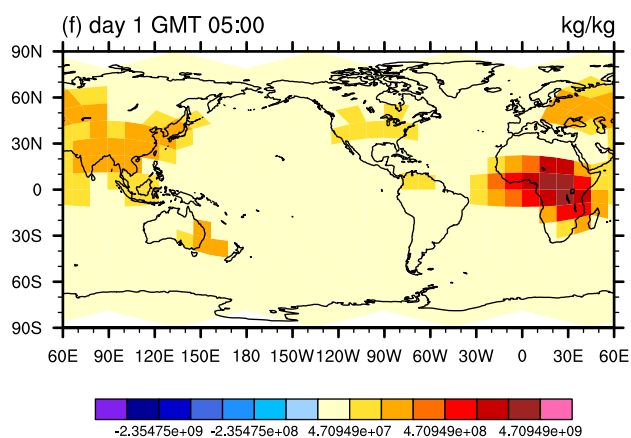 (f) day 1 GMT 05:00 kg/kg
90N
60N
30N
0
30S
60S
90S
60E 90E 120E 150E 180 150W 120W 90W 60W 30W 0 30E 60E
-2.35475e+09 -2.35475e+08 4.70949e+07 4.70949e+08 4.70949e+09